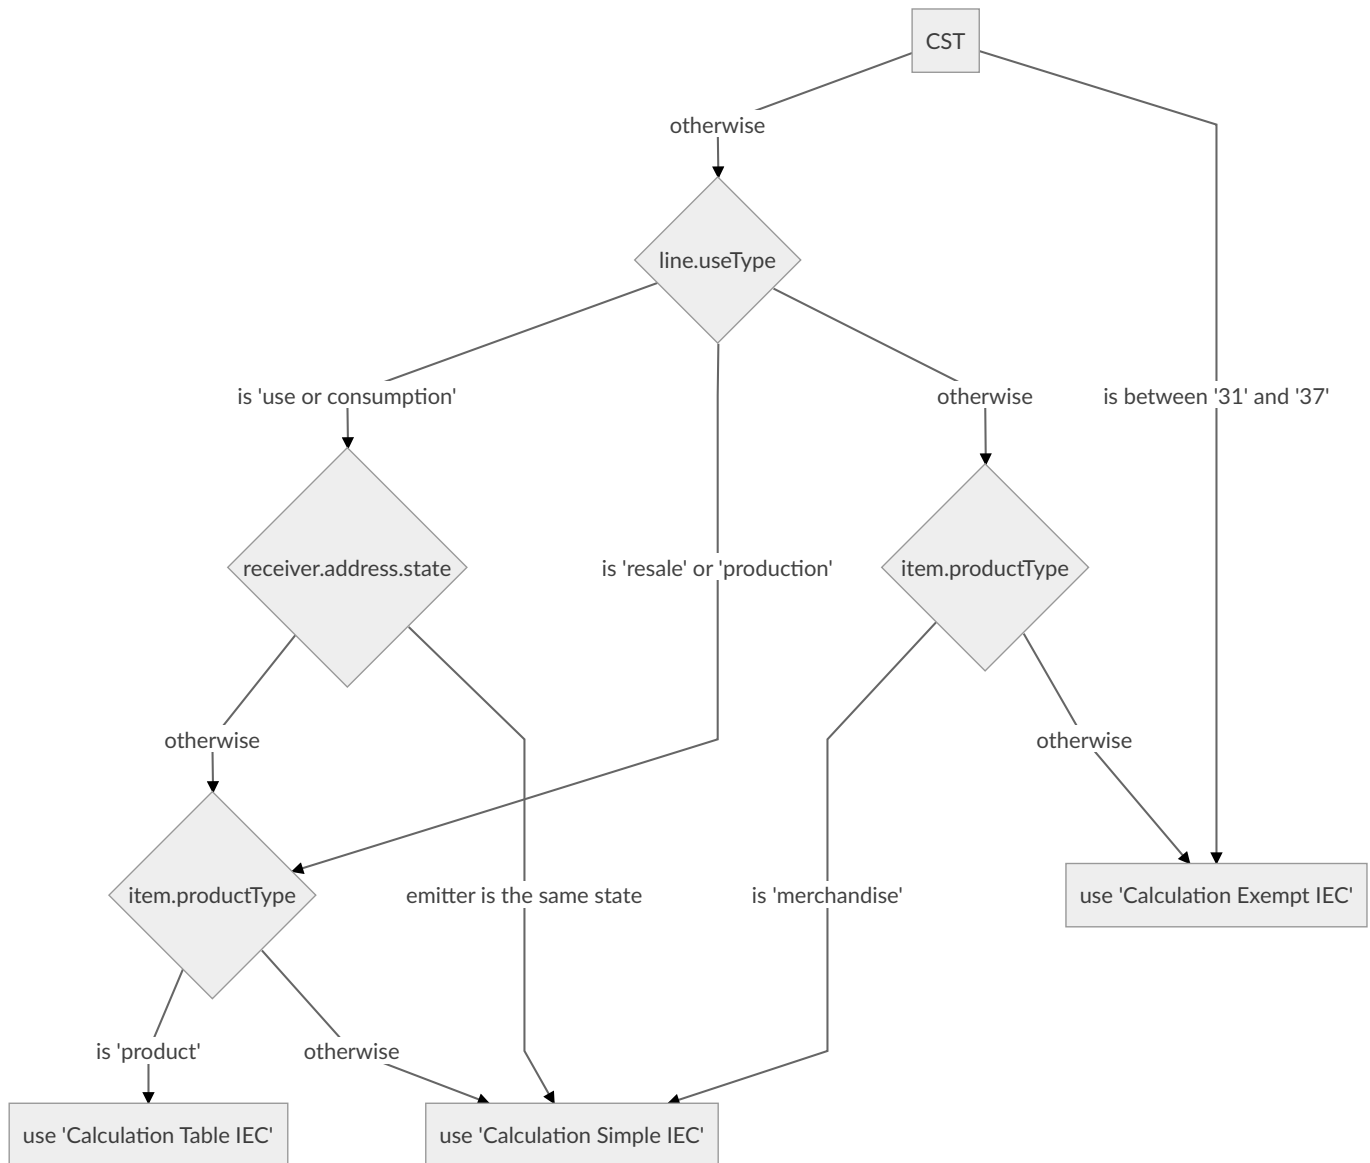 CST
otherwise
line.useType
is 'use or consumption'
otherwise
is between '31' and '37'
receiver.address.state
is 'resale' or 'production'
item.productType
otherwise
otherwise
item.productType
emitter is the same state
is 'merchandise'
use 'Calculation Exempt IEC'
is 'product'
otherwise
use 'Calculation Table IEC'
use 'Calculation Simple IEC'